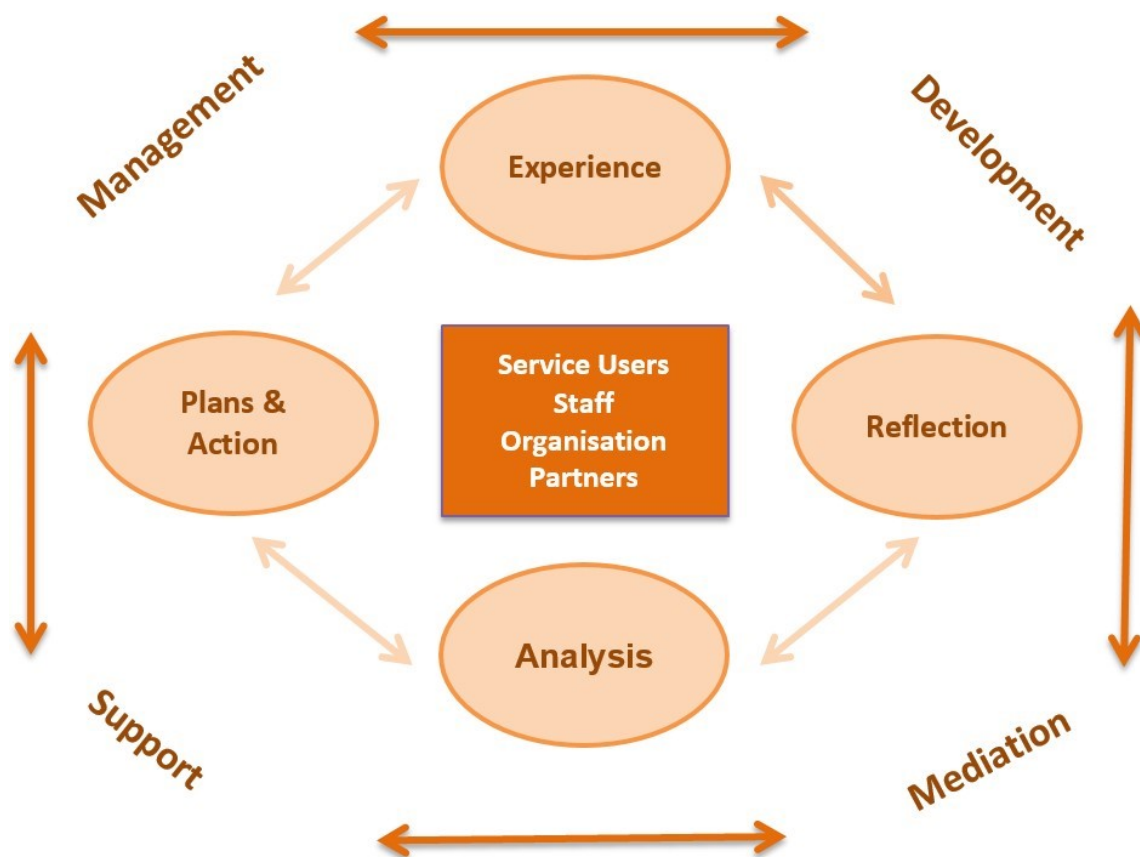 Management
Development
Experience
Plans &
Action
Service Users
Staff
Organisation
Partners
Reflection
Analysis
Support
Mediation